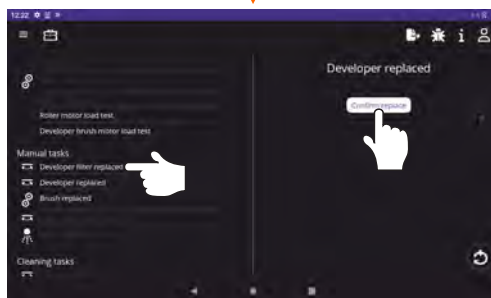 12.22
Developer replaced
Confirm replace
Roller motor load test
Developer brush motor load test
Manual tasks
Developer filter replaced
Developer replaced
Brush replaced
Cleaning tasks